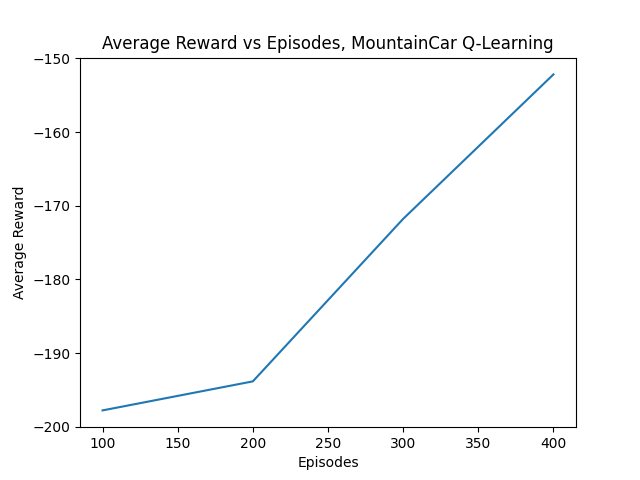 Average Reward vs Episodes, MountainCar Q-Learning
−150
−160
−170
−180
−190
−200
Average Reward
100 150 200 250 300 350 400
Episodes